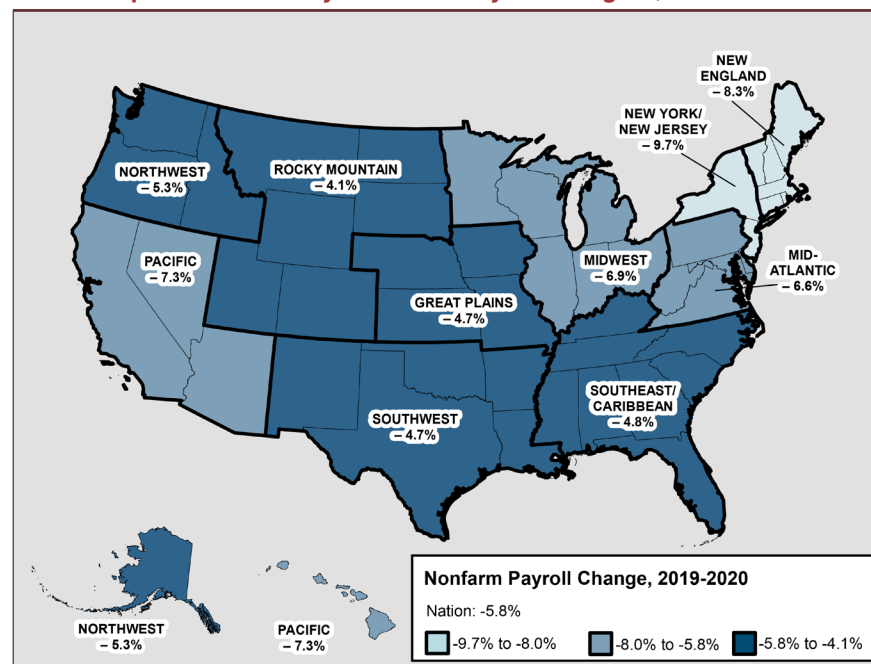 NEW
ENGLAND
– 8.3%
NEW YORK/
NEW JERSEY
– 9.7%
NORTHWEST
– 5.3%
ROCKY MOUNTAIN
– 4.1%
PACIFIC
– 7.3%
MIDWEST
– 6.9%
MID-
ATLANTIC
– 6.6%
GREAT PLAINS
– 4.7%
SOUTHWEST
– 4.7%
SOUTHEAST/
CARIBBEAN
– 4.8%
NORTHWEST
– 5.3%
PACIFIC
– 7.3%
Nonfarm Payroll Change, 2019-2020
Nation: -5.8%
-9.7% to -8.0%
-8.0% to -5.8%
-5.8% to -4.1%